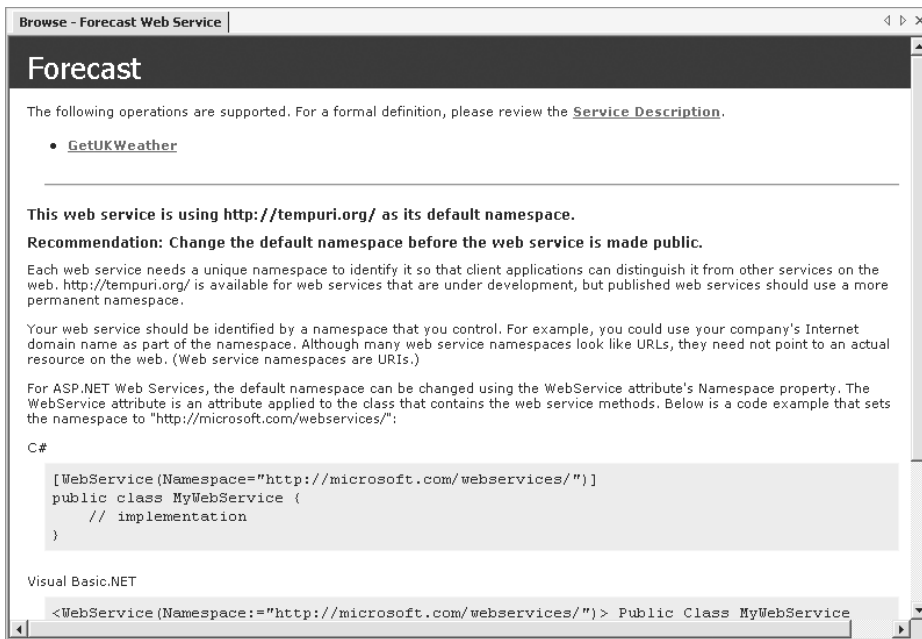 Browse - Forecast Web Service
Forecast
The following operations are supported. For a formal definition, please review the Service Description.
• GetUKWeather
This web service is using http://tempuri.org/ as its default namespace.
Recommendation: Change the default namespace before the web service is made public.
Each web service needs a unique namespace to identify it so that client applications can distinguish it from other services on the
web. http://tempuri.org/ is available for web services that are under development, but published web services should use a more
permanent namespace.
Your web service should be identified by a namespace that you control. For example, you could use your company's Internet
domain name as part of the namespace. Although many web service namespaces look like URLs, they need not point to an actual
resource on the web. (Web service namespaces are URIs.)
For ASP.NET Web Services, the default namespace can be changed using the WebService attribute's Namespace property. The
WebService attribute is an attribute applied to the class that contains the web service methods. Below is a code example that sets
the namespace to "http://microsoft.com/webservices/":
C#
[WebService(Namespace="http://microsoft.com/webservices/")]
public class MyWebService {
// implementation
}
Visual Basic.NET
<WebService(Namespace:="http://microsoft.com/webservices/")> Public Class MyWebService